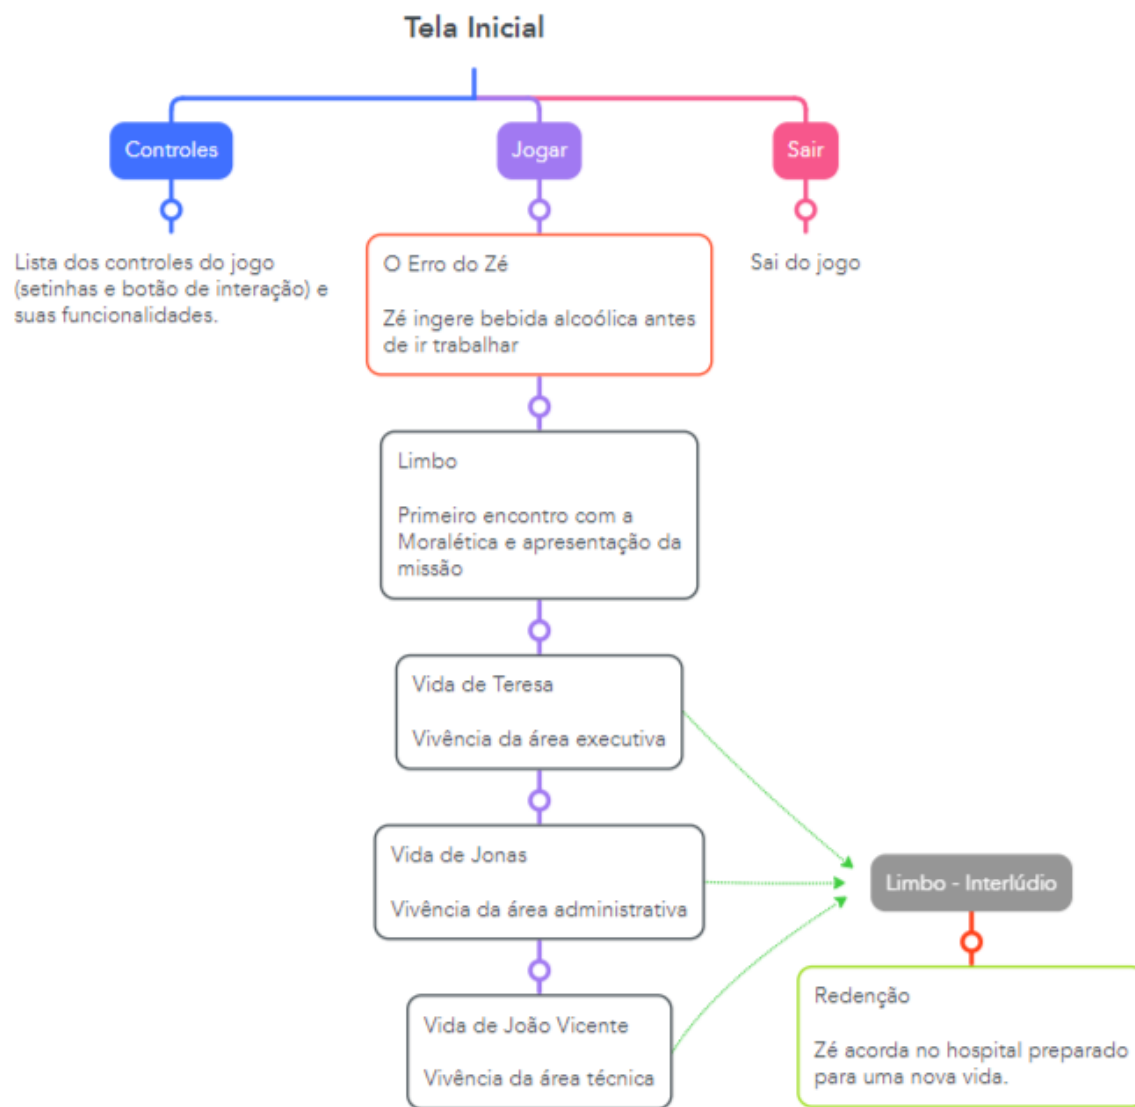 Tela Inicial
Controles
Jogar
Sair
Lista dos controles do jogo
(setinhas e botão de interação) e
suas funcionalidades.
O Erro do Zé
Zé ingere bebida alcoólica antes
de ir trabalhar
Sai do jogo
Limbo
Primeiro encontro com a
Moralética e apresentação da
missão
Vida de Teresa
Vivência da área executiva
Vida de Jonas
Vivência da área administrativa
Limbo - Interlúdio
Vida de João Vicente
Vivência da área técnica
Redenção
Zé acorda no hospital preparado
para uma nova vida.